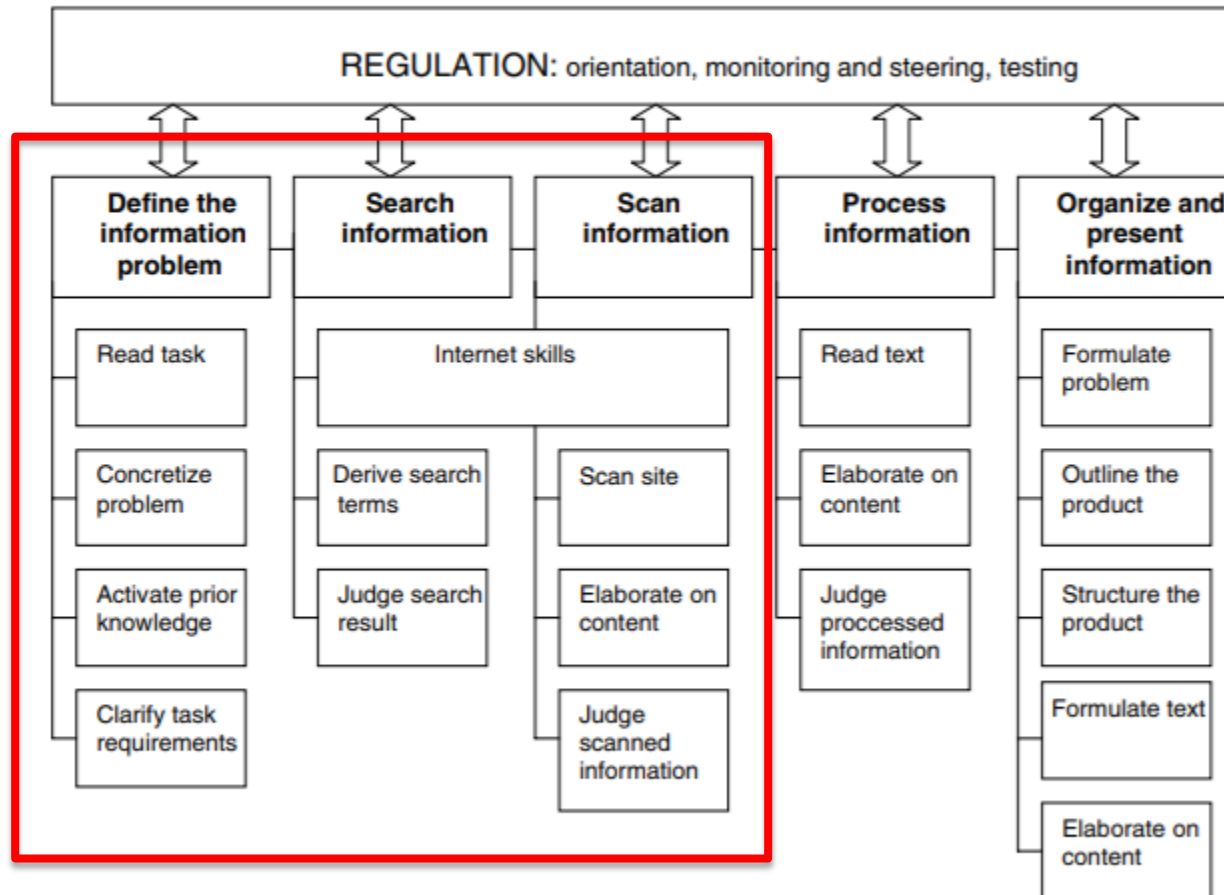 REGULATION: orientation, monitoring and steering, testing
Define the
information
problem
Search
information
Scan
information
Process
information
Organize and
present
information
Read task
Concretize
problem
Activate prior
knowledge
Clarify task
requirements
Internet skills
Derive search
terms
Judge search
result
Scan site
Elaborate on
content
Judge
scanned
information
Read text
Elaborate on
content
Judge
proccessed
information
Formulate
problem
Outline the
product
Structure the
product
Formulate text
Elaborate on
content